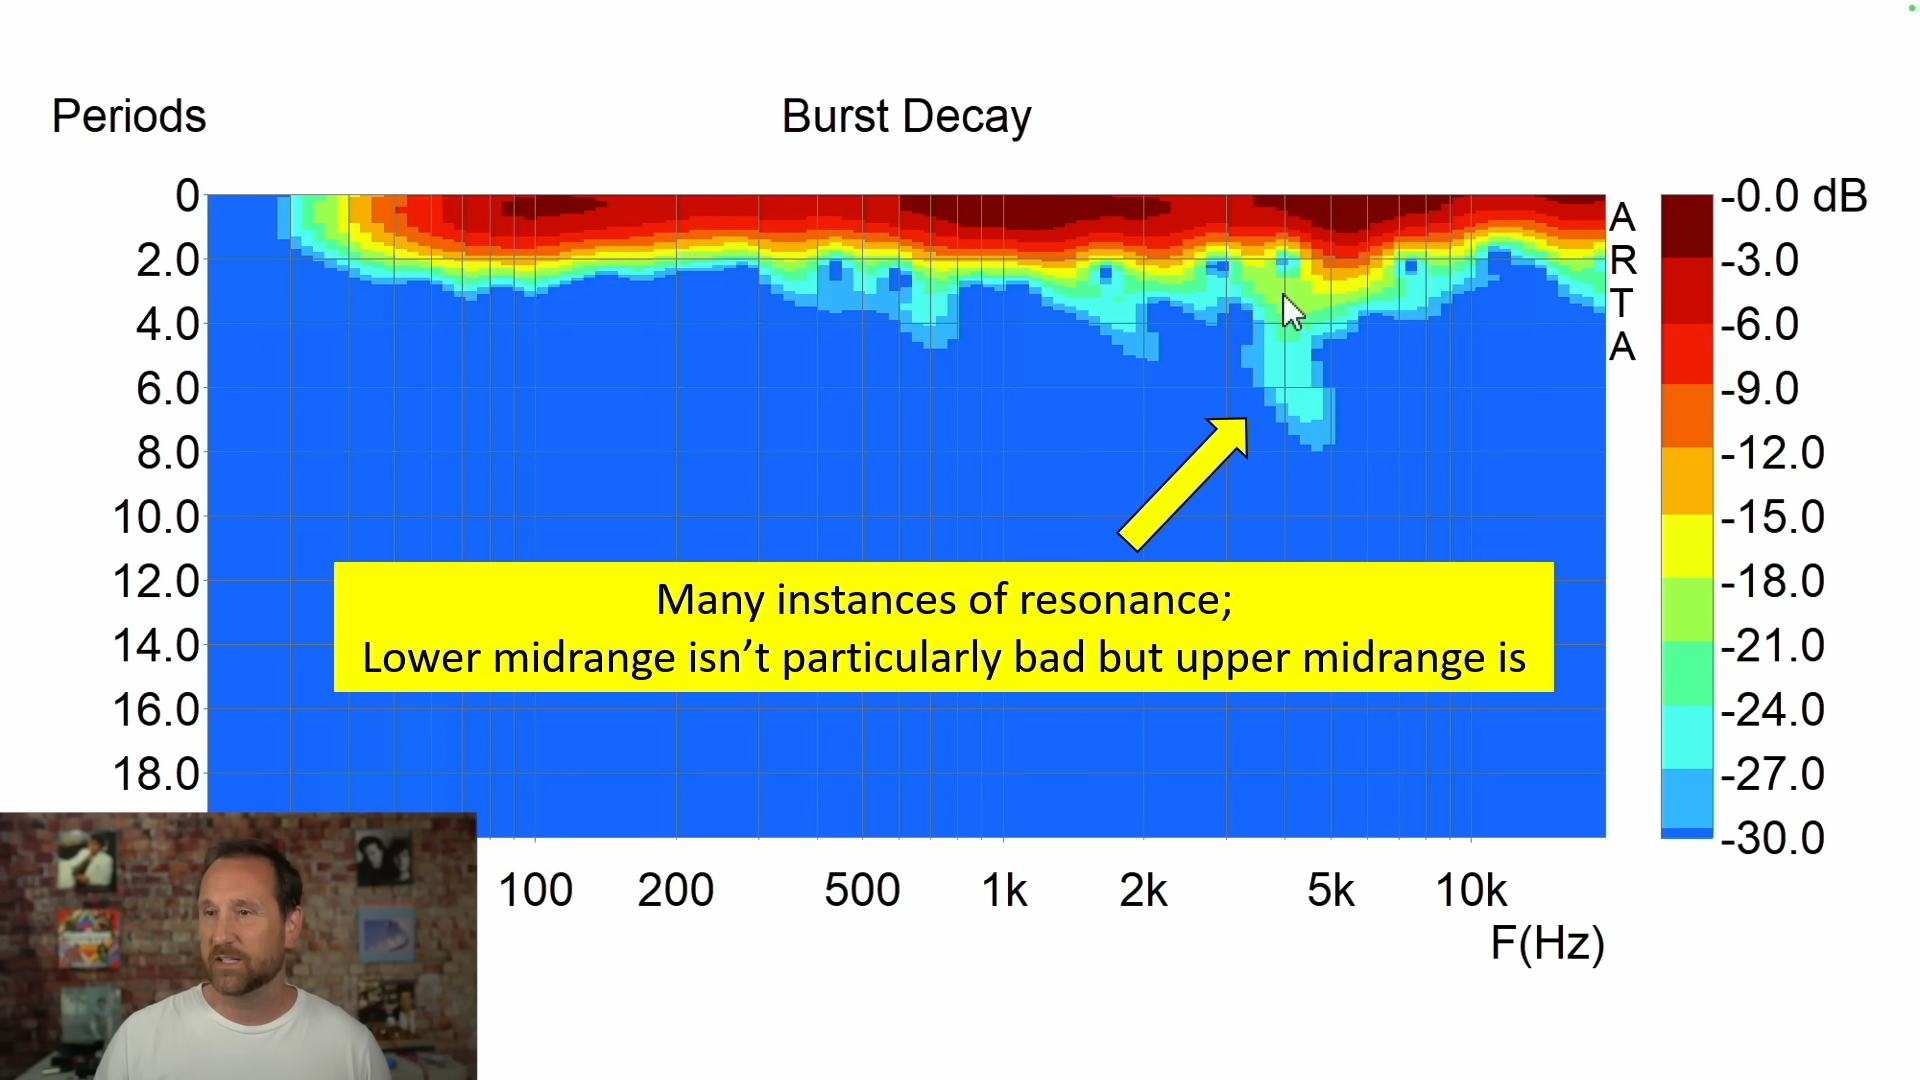 Periods
Burst Decay
0
2.0
4.0
6.0
8.0
10.0
12.0
14.0
16.0
18.0
A
R
T
A
-0.0 dB
-3.0
-6.0
-9.0
-12.0
-15.0
-18.0
-21.0
-24.0
-27.0
-30.0
Many instances of resonance;
Lower midrange isn’t particularly bad but upper midrange is
100 200 500 1k 2k 5k 10k
F(Hz)